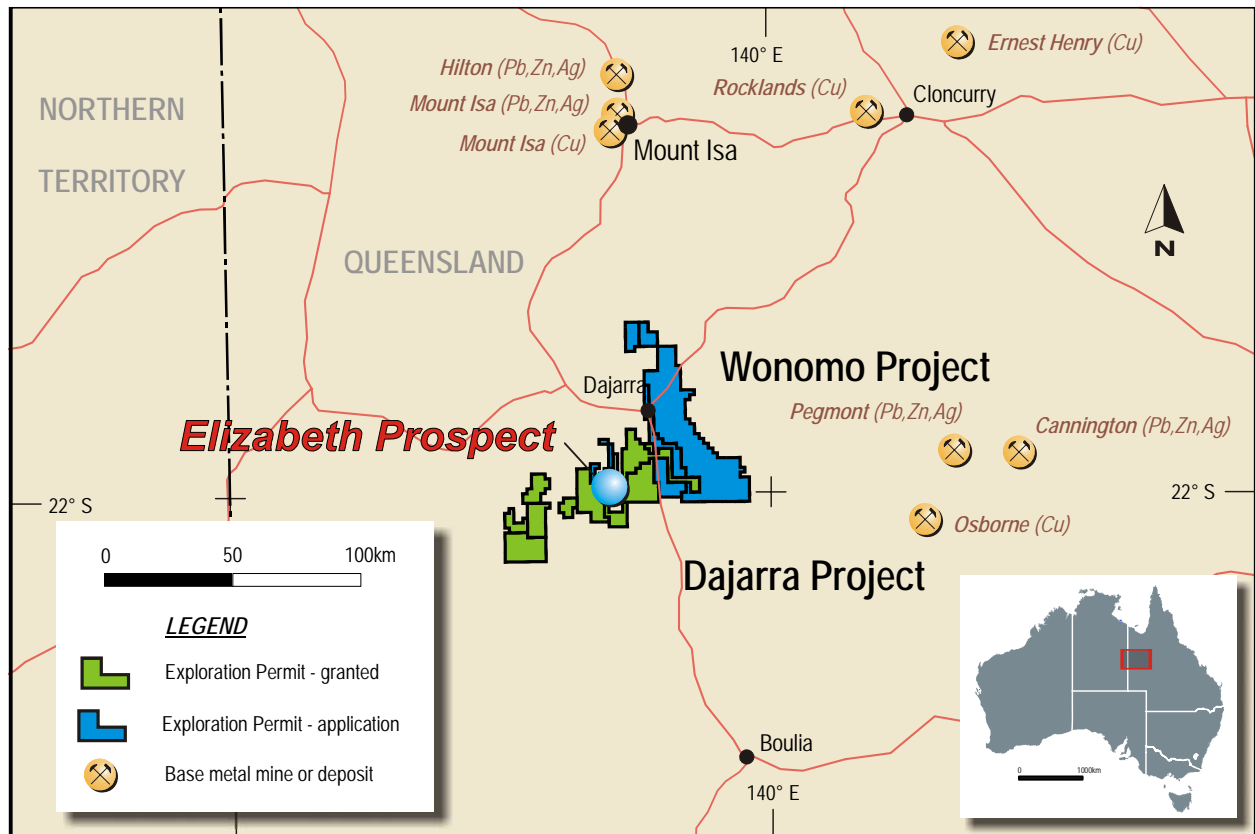 140° E
Ernest Henry (Cu)
Hilton (Pb,Zn,Ag)
Rocklands (Cu)
Cloncurry
NORTHERN
TERRITORY
Mount Isa (Pb,Zn,Ag)
Mount Isa (Cu)
Mount Isa
N
QUEENSLAND
Wonomo Project
Dajarra
Pegmont (Pb,Zn,Ag)
Cannington (Pb,Zn,Ag)
Elizabeth Prospect
22° S
22° S
Osborne (Cu)
Dajarra Project
0 50 100km
LEGEND
Exploration Permit - granted
Exploration Permit - application
Base metal mine or deposit
Boulia
140° E
0 1000km